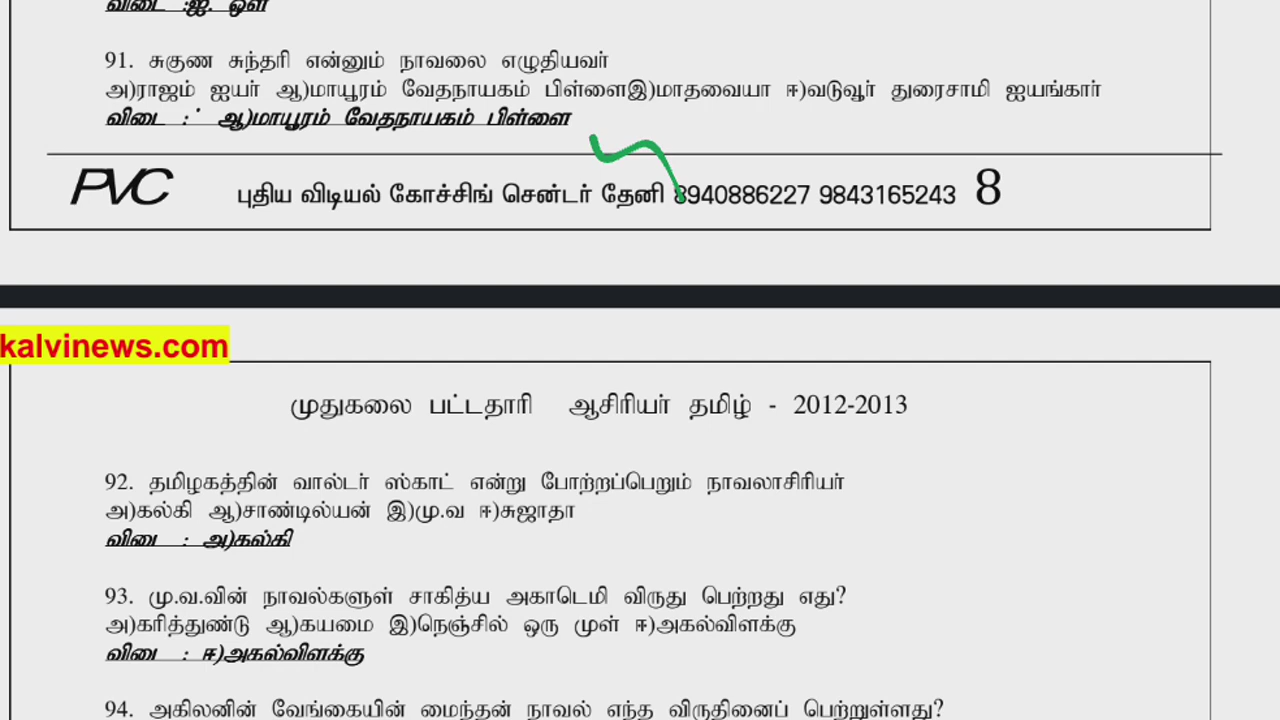 விடை :ஐ. ஒள
91. சுகுண சுந்தரி என்னும் நாவலை எழுதியவர்
அ)ராஜம் ஐயர் ஆ)மாயூரம் வேதநாயகம் பிள்ளைஇ)மாதவையா ஈ)வடுவூர் துரைசாமி ஐயங்கார்
விடை :' ஆ)மாயூரம் வேதநாயகம் பிள்ளை
PVC புதிய விடியல் கோச்சிங் சென்டர் தேனி 8940886227 9843165243 8
kalvinews.com
முதுகலை பட்டதாரி ஆசிரியர் தமிழ் - 2012-2013
92. தமிழகத்தின் வால்டர் ஸ்காட் என்று போற்றப்பெறும் நாவலாசிரியர்
அ)கல்கி ஆ)சாண்டில்யன் இ)மு.வ ஈ)சுஜாதா
விடை : அ)கல்கி
93. மு.வ.வின் நாவல்களுள் சாகித்ய அகாடெமி விருது பெற்றது எது?
அ)கரித்துண்டு ஆ)கயமை இ)நெஞ்சில் ஒரு முள் ஈ)அகல்விளக்கு
விடை : ஈ)அகல்விளக்கு
94. அகிலனின் வேங்கையின் மைந்தன் நாவல் எந்த விருதினைப் பெற்றுள்ளது?